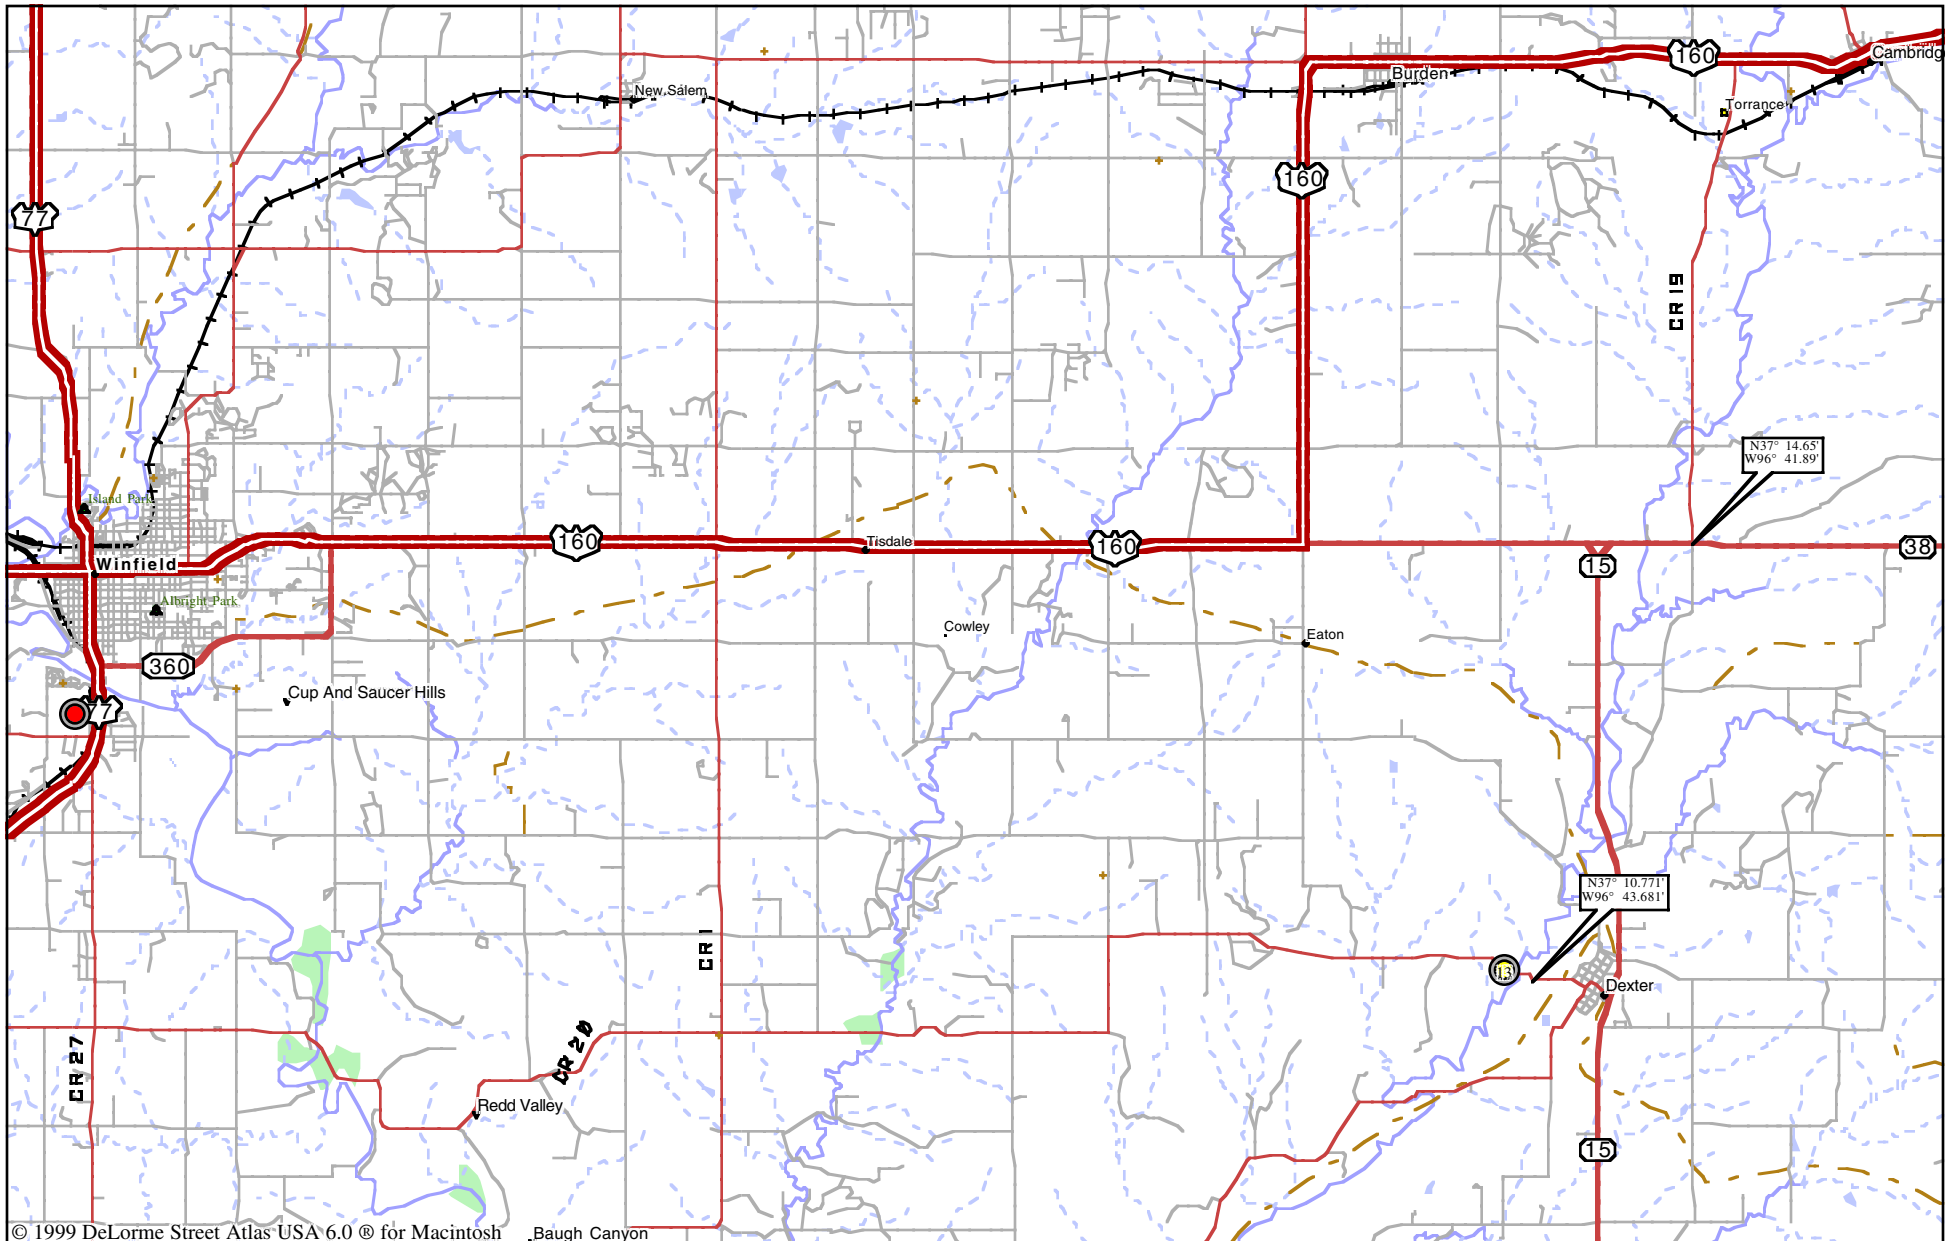 160
Cambridg
Burden
New Salem
Torrance
160
77
CR 19
N37° 14.65'
W96° 41.89'
Island Park
160
Tisdale
160
38
Winfield
15
Albright Park
Cowley
Eaton
360
Cup And Saucer Hills
77
N37° 10.771'
W96° 43.681'
CR 1
13
Dexter
CR 20
CR 27
Redd Valley
15
© 1999 DeLorme Street Atlas USA 6.0 ® for Macintosh
Baugh Canyon